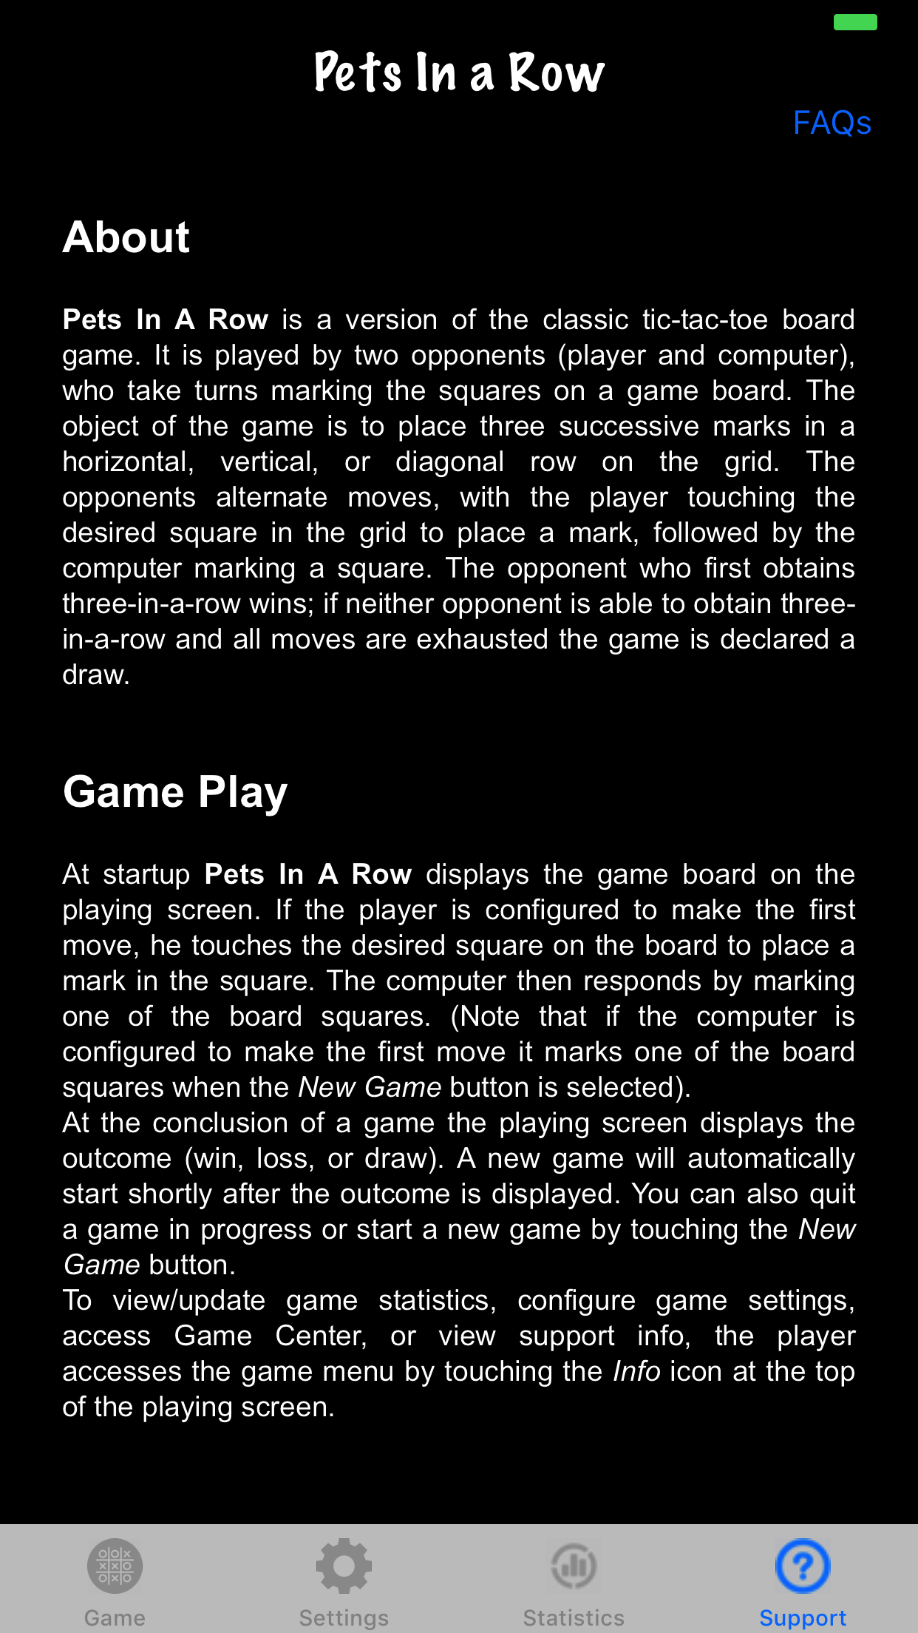 Pets In a Row
FAQs
About
Pets In A Row is a version of the classic tic-tac-toe board
game. It is played by two opponents (player and computer),
who take turns marking the squares on a game board. The
object of the game is to place three successive marks in a
horizontal, vertical, or diagonal row on the grid. The
opponents alternate moves, with the player touching the
desired square in the grid to place a mark, followed by the
computer marking a square. The opponent who first obtains
three-in-a-row wins; if neither opponent is able to obtain three-
in-a-row and all moves are exhausted the game is declared a
draw.
Game Play
At startup Pets In A Row displays the game board on the
playing screen. If the player is configured to make the first
move, he touches the desired square on the board to place a
mark in the square. The computer then responds by marking
one of the board squares. (Note that if the computer is
configured to make the first move it marks one of the board
squares when the New Game button is selected).
At the conclusion of a game the playing screen displays the
outcome (win, loss, or draw). A new game will automatically
start shortly after the outcome is displayed. You can also quit
a game in progress or start a new game by touching the New
Game button.
To view/update game statistics, configure game settings,
access Game Center, or view support info, the player
accesses the game menu by touching the Info icon at the top
of the playing screen.
Game
Settings
Statistics
Support